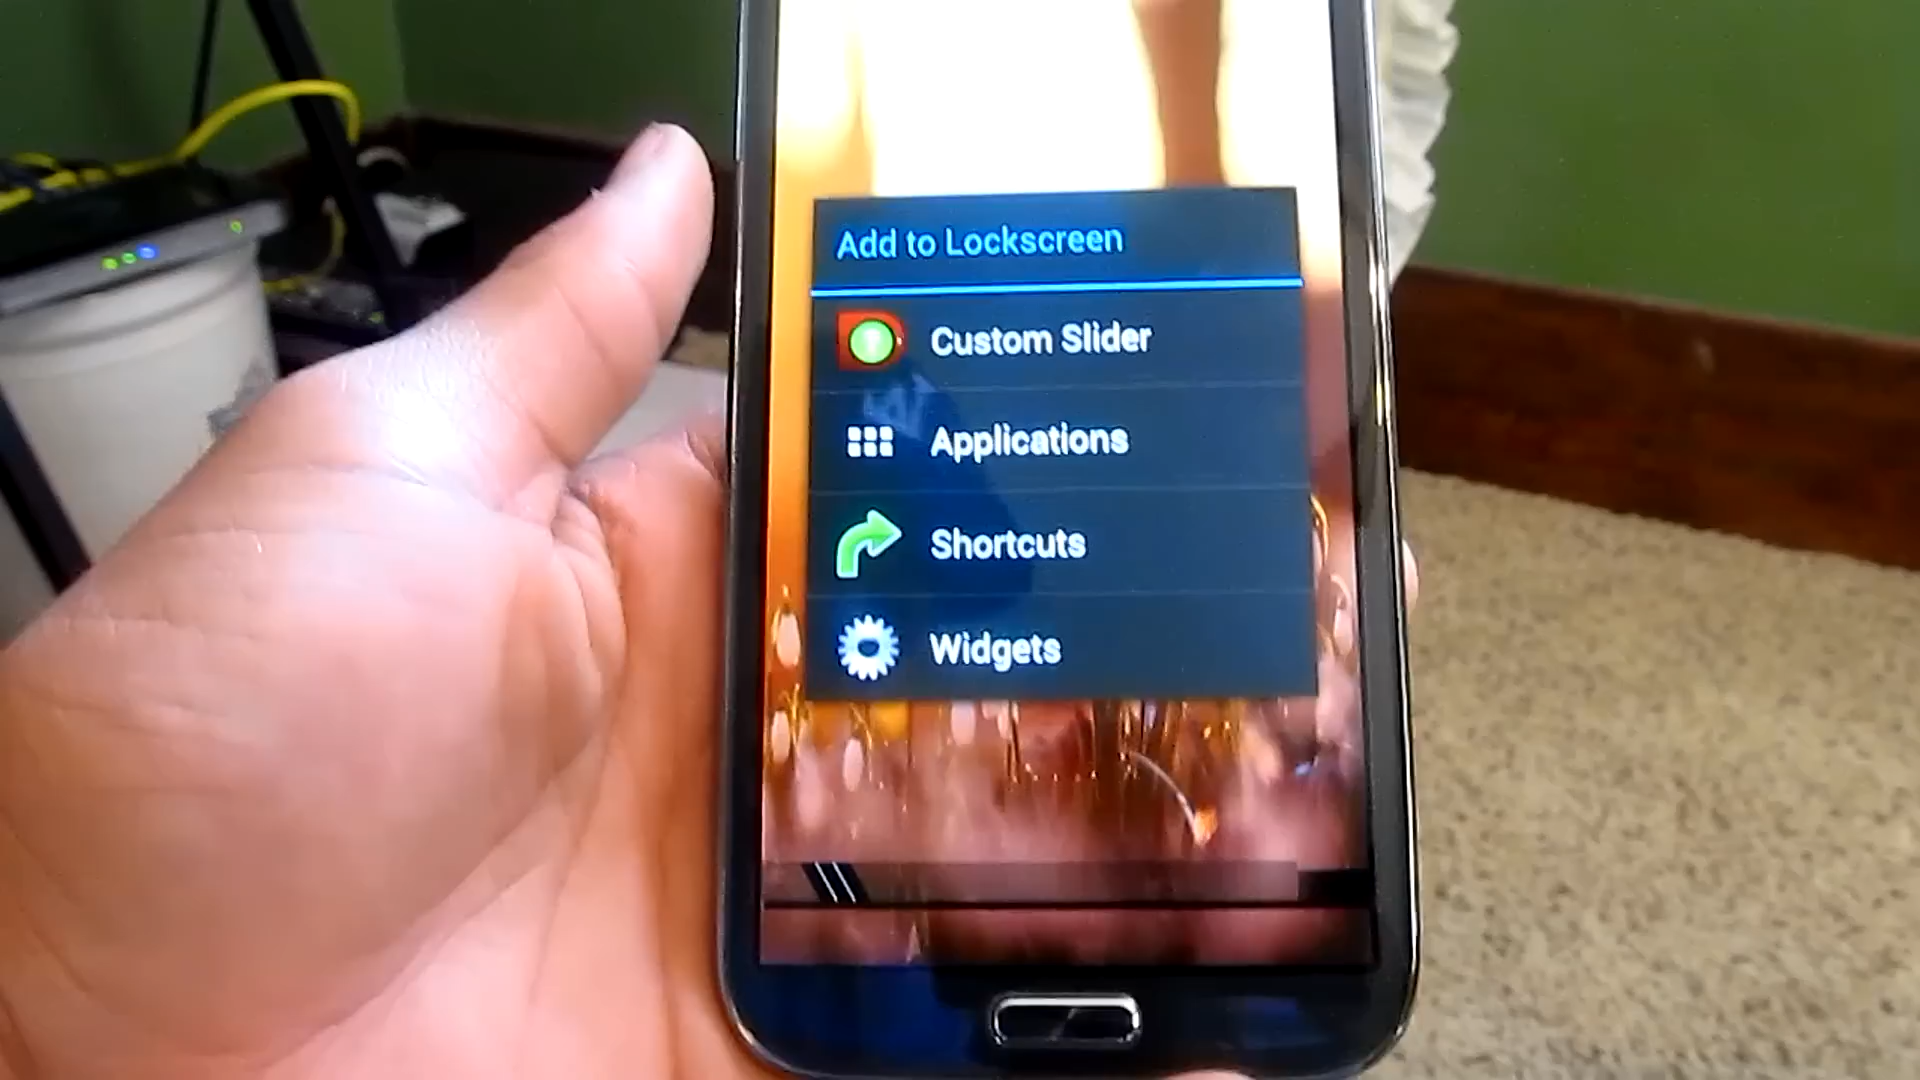 Add to Lockscreen
Custom Slider
Applications
Shortcuts
Widgets